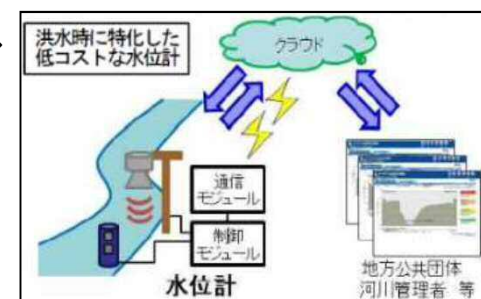 洪水時に特化した
低コストな水位計
クラウド
通信
モジュール
制御
モジュール
水位計
地方公共団体
河川管理者 等